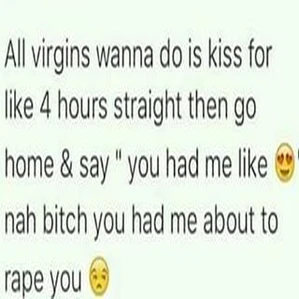 All virgins wanna do is kiss for
like 4 hours straight then go
home & say " you had me like 😍"
nah bitch you had me about to
rape you 😒